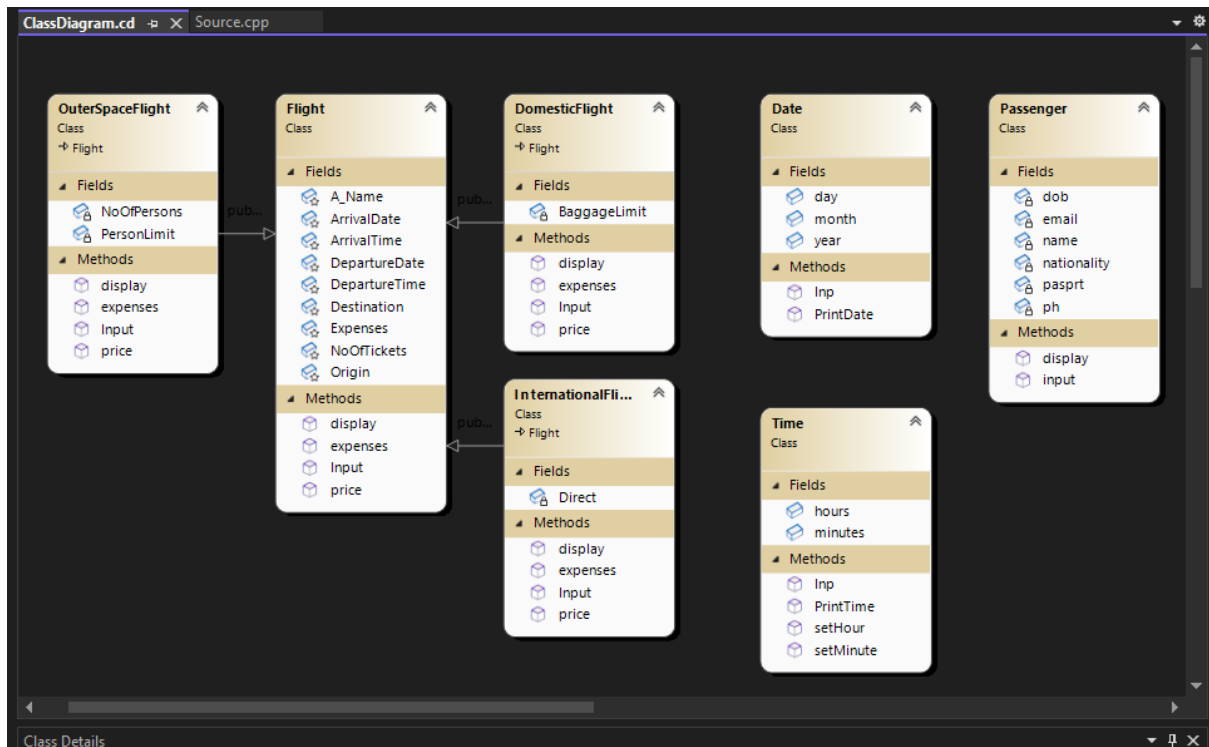 ClassDiagram.cd
Source.cpp
OuterSpaceFlight
Class
Flight
Fields
NoOfPersons
PersonLimit
Methods
display
expenses
Input
price
pub...
Flight
Class
Fields
A_Name
ArrivalDate
ArrivalTime
DepartureDate
DepartureTime
Destination
Expenses
NoOfTickets
Origin
Methods
display
expenses
Input
price
pub...
DomesticFlight
Class
Flight
Fields
BaggageLimit
Methods
display
expenses
Input
price
pub...
InternationalFli...
Class
Flight
Fields
Direct
Methods
display
expenses
Input
price
Date
Class
Fields
day
month
year
Methods
Inp
PrintDate
Time
Class
Fields
hours
minutes
Methods
Inp
PrintTime
setHour
setMinute
Passenger
Class
Fields
dob
email
name
nationality
pasprt
ph
Methods
display
input
Class Details